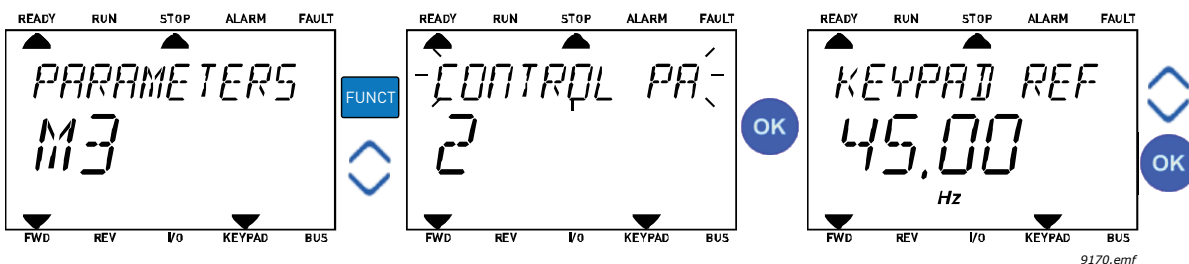 READY RUN STOP ALARM FAULT
PARAMETERS
M3
FWD REV I/O KEYPAD BUS
FUNCT
READY RUN STOP ALARM FAULT
CONTROL PA
2
FWD REV I/O KEYPAD BUS
OK
READY RUN STOP ALARM FAULT
KEYPAD REF
45.00
Hz
FWD REV I/O KEYPAD BUS
OK
9170.emf